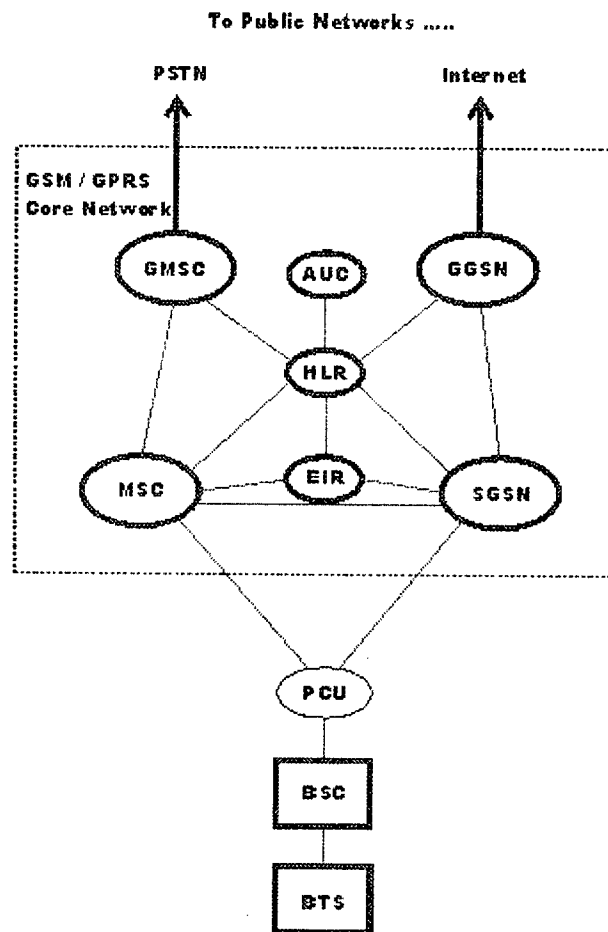 To Public Networks .....
PSTN
Internet
GSM / GPRS
Core Network
GMSC
AUC
GGSN
HLR
MSC
EIR
SGSN
PCU
BSC
BTS